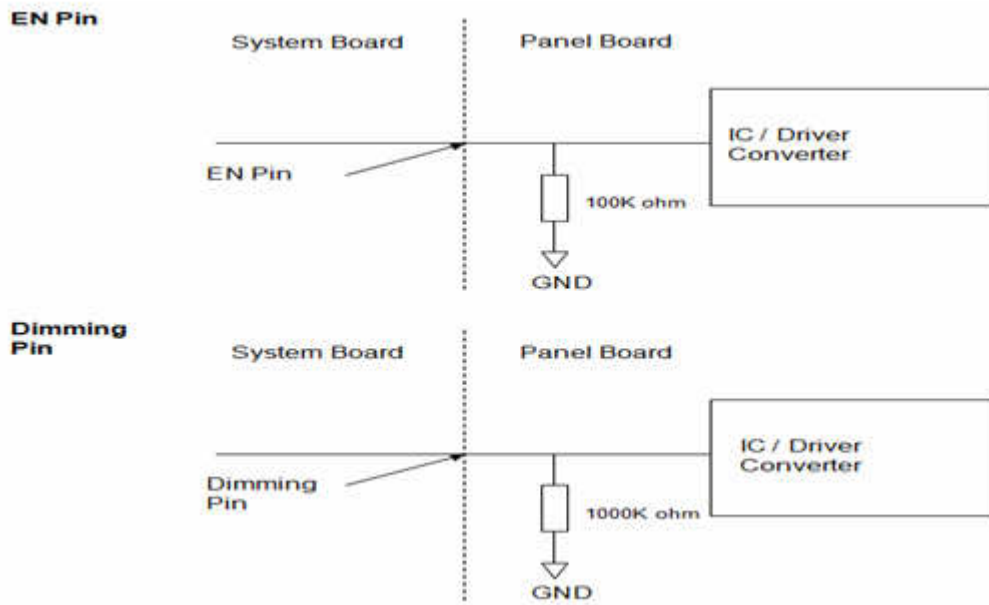 EN Pin
System Board
Panel Board
IC / Driver
Converter
EN Pin
100K ohm
GND
Dimming
Pin
System Board
Panel Board
IC / Driver
Converter
Dimming
Pin
1000K ohm
GND